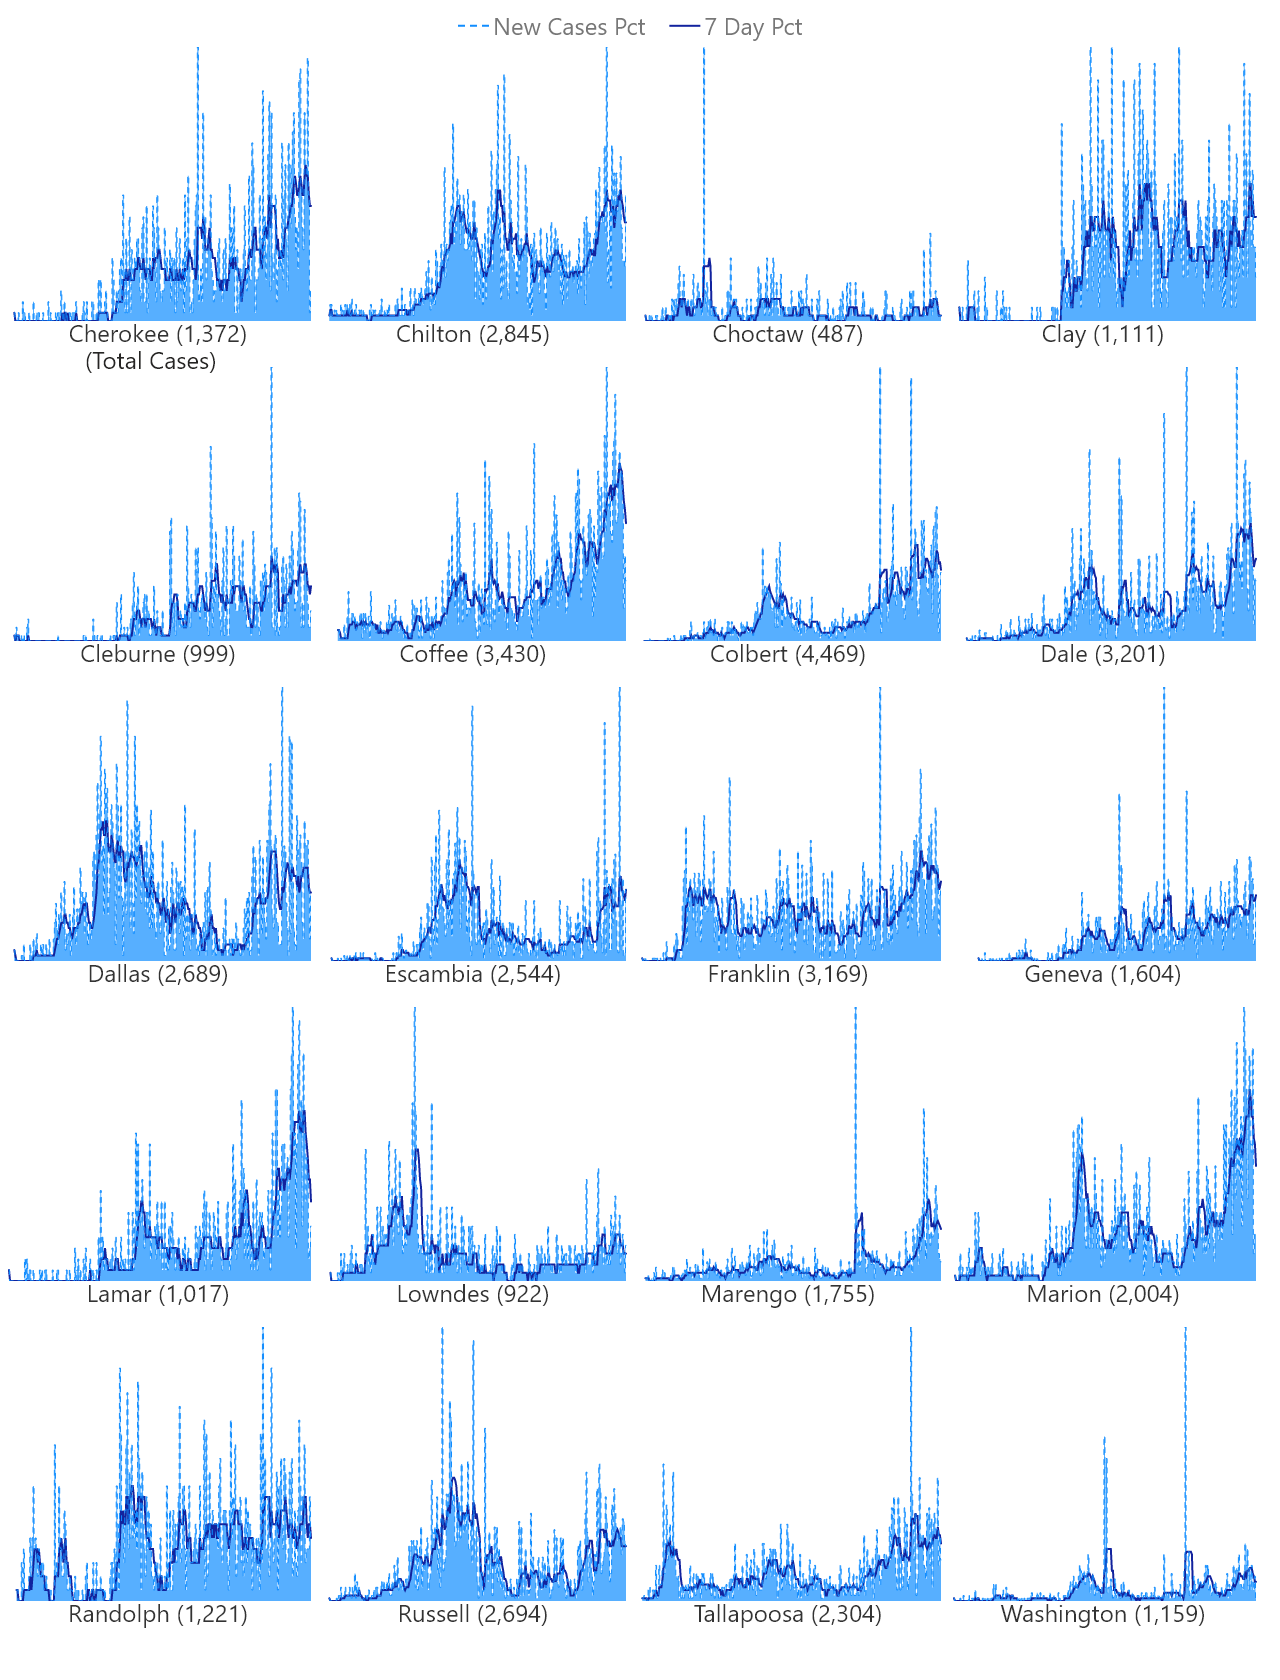 New Cases Pct 7 Day Pct
Cherokee (1,372) Chilton (2,845) Choctaw (487) Clay (1,111)
(Total Cases)
Cleburne (999) Coffee (3,430) Colbert (4,469) Dale (3,201)
Dallas (2,689) Escambia (2,544) Franklin (3,169) Geneva (1,604)
Lamar (1,017) Lowndes (922) Marengo (1,755) Marion (2,004)
Randolph (1,221) Russell (2,694) Tallapoosa (2,304) Washington (1,159)